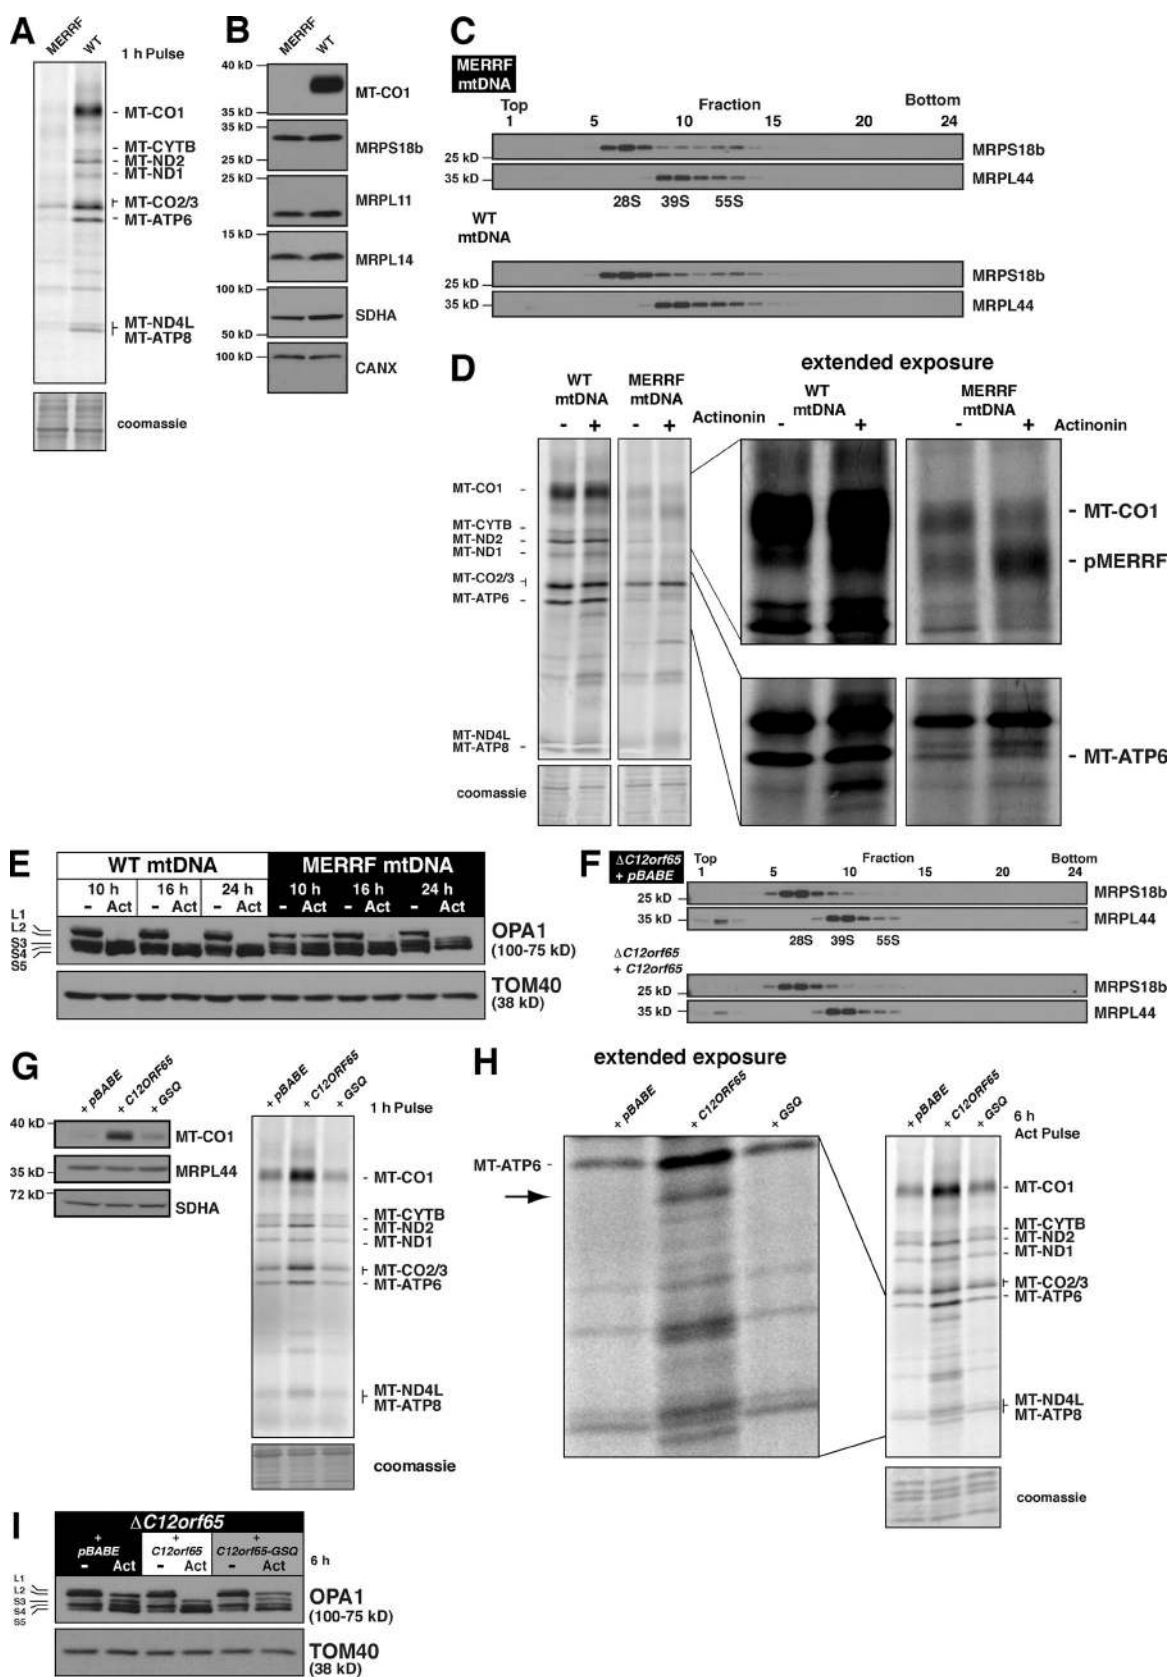 A
MERRF
WT
1 h Pulse
MT-CO1
MT-CYTB
MT-ND2
MT-ND1
MT-CO2/3
MT-ATP6
MT-ND4L
MT-ATP8
coomassie
B
MERRF
WT
40 kD
35 kD
MT-CO1
35 kD
25 kD
MRPS18b
25 kD
MRPL11
15 kD
MRPL14
100 kD
50 kD
SDHA
100 kD
CANX
C
MERRF
mtDNA
Top Fraction Bottom
1 5 10 15 20 24
25 kD MRPS18b
35 kD MRPL44
28S 39S 55S
WT
mtDNA
25 kD MRPS18b
35 kD MRPL44
D
extended exposure
WT
mtDNA
MERRF
mtDNA
Actinonin
- + - +
WT
mtDNA
MERRF
mtDNA
- + - + Actinonin
MT-CO1
MT-CYTB
MT-ND2
MT-ND1
MT-CO2/3
MT-ATP6
MT-ND4L
MT-ATP8
coomassie
- MT-CO1
- pMERRF
- MT-ATP6
E
WT mtDNA MERRF mtDNA
10 h 16 h 24 h 10 h 16 h 24 h
- Act - Act - Act - Act - Act - Act
L1
L2
S3
S4
S5
OPA1
(100-75 kD)
TOM40
(38 kD)
F
ΔC12orf65
+ pBABE
Top Fraction Bottom
1 5 10 15 20 24
25 kD MRPS18b
35 kD MRPL44
28S 39S 55S
ΔC12orf65
+ C12orf65
25 kD MRPS18b
35 kD MRPL44
G
+ pBABE
+ C12ORF65
+ GSQ
40 kD
MT-CO1
35 kD
MRPL44
72 kD
SDHA
+ pBABE
+ C12ORF65
+ GSQ
1 h Pulse
MT-CO1
MT-CYTB
MT-ND2
MT-ND1
MT-CO2/3
MT-ATP6
MT-ND4L
MT-ATP8
coomassie
H
extended exposure
+ pBABE
+ C12ORF65
+ GSQ
MT-ATP6 -
+ pBABE
+ C12ORF65
+ GSQ
6 h
Act Pulse
MT-CO1
MT-CYTB
MT-ND2
MT-ND1
MT-CO2/3
MT-ATP6
MT-ND4L
MT-ATP8
coomassie
I
ΔC12orf65
+ + +
pBABE C12orf65 C12orf65-GSQ
- Act - Act - Act 6 h
L1
L2
S3
S4
S5
OPA1
(100-75 kD)
TOM40
(38 kD)